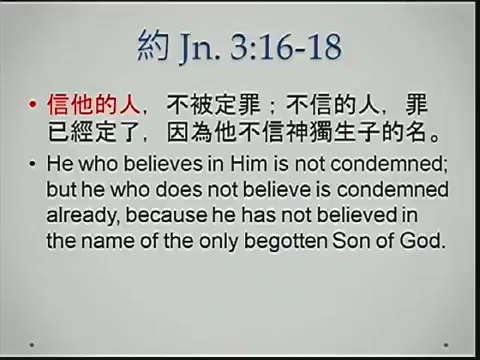 約 Jn. 3:16-18
• 信他的人，不被定罪；不信的人，罪
已經定了，因為他不信神獨生子的名。
• He who believes in Him is not condemned;
but he who does not believe is condemned
already, because he has not believed in
the name of the only begotten Son of God.